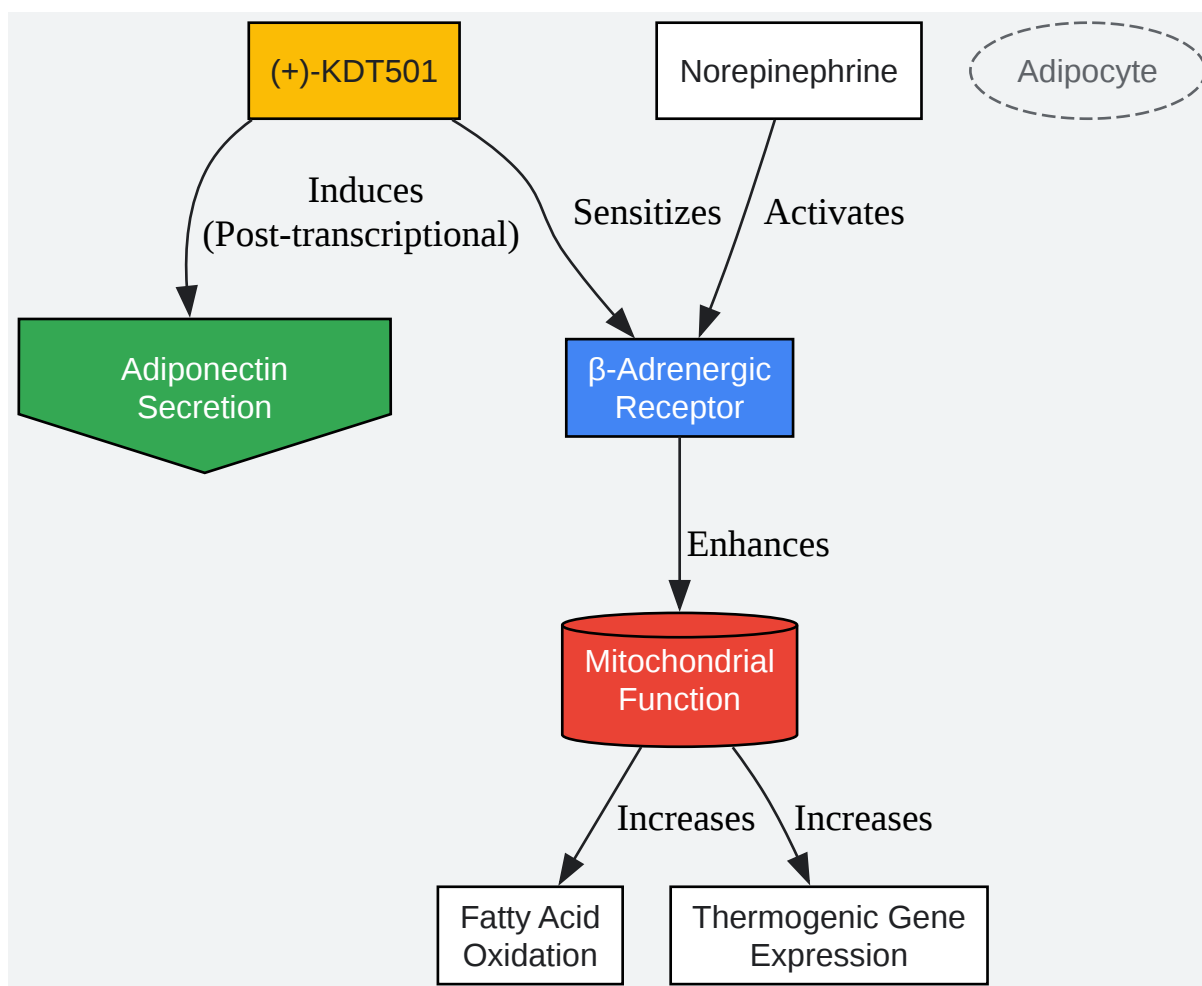 (+)-KDT501
Norepinephrine
Adipocyte
Induces
(Post-transcriptional)
Sensitizes
Activates
Adiponectin
Secretion
β-Adrenergic
Receptor
Enhances
Mitochondrial
Function
Increases
Increases
Fatty Acid
Oxidation
Thermogenic Gene
Expression